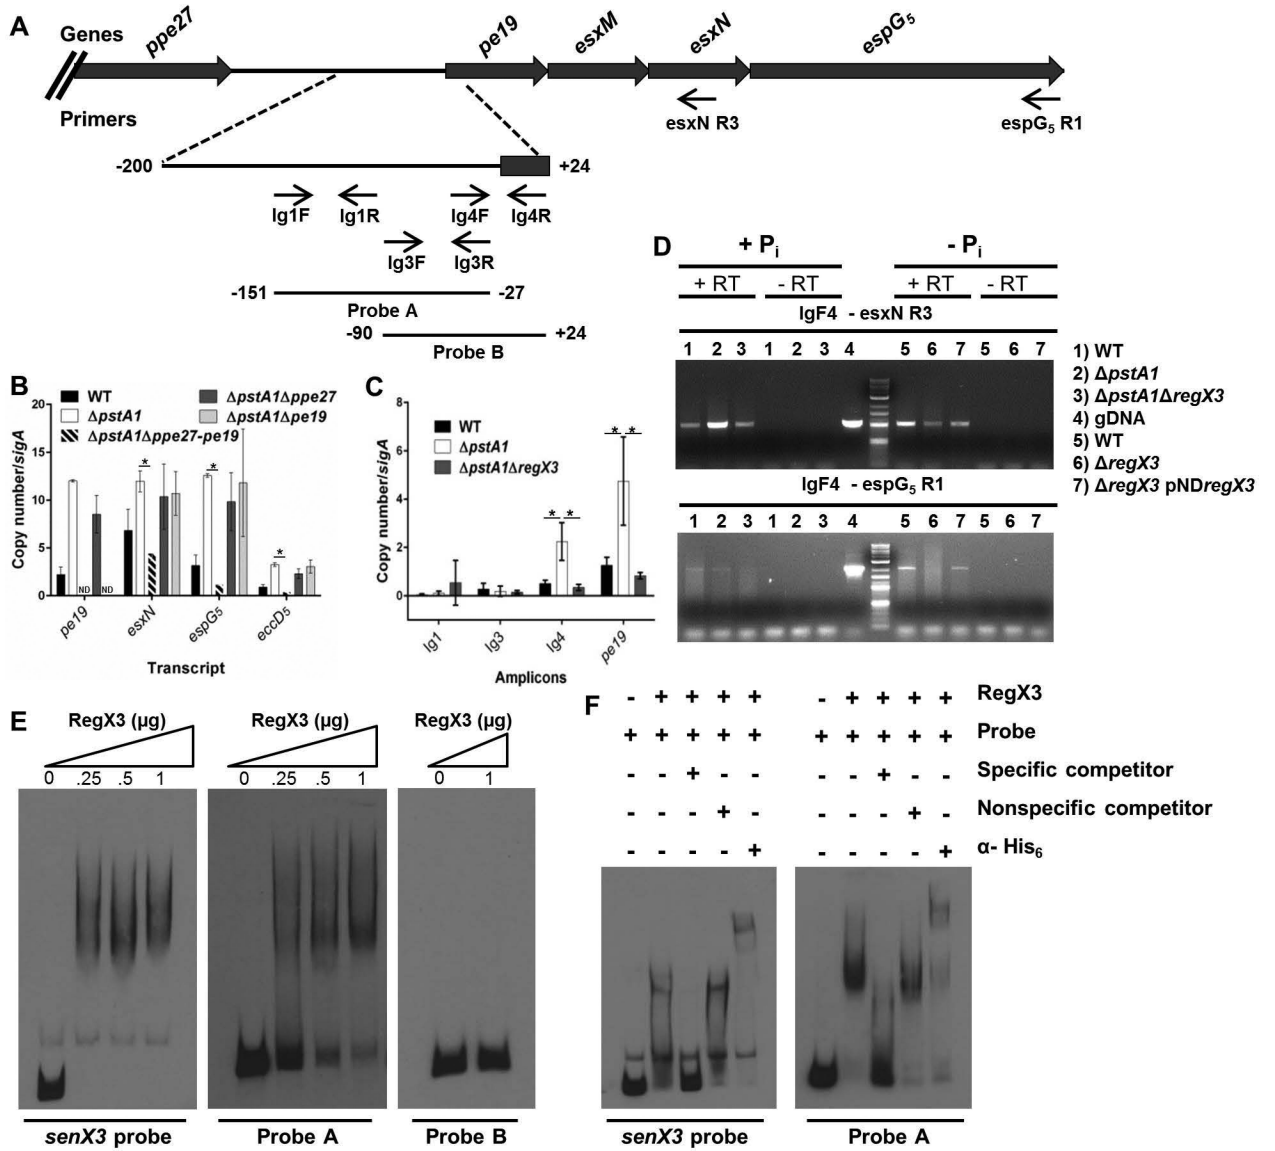 A
Genes
ppe27
pe19
esxM
esxN
espG5
Primers
esxN R3
espG5 R1
-200
+24
Ig1F
Ig1R
Ig4F
Ig4R
Ig3F
Ig3R
-151
-27
Probe A
-90
+24
Probe B
B
WT
ΔpstA1
ΔpstA1Δppe27-pe19
ΔpstA1Δppe27
ΔpstA1Δpe19
Copy number/sigA
20
15
10
5
0
* * *
ND ND
pe19 esxN espG5 eccD5
Transcript
C
WT
ΔpstA1
ΔpstA1ΔregX3
Copy number/sigA
8
6
4
2
0
* * * *
Ig1 Ig3 Ig4 pe19
Amplicons
D
+ Pi - Pi
+ RT - RT + RT - RT
IgF4 - esxN R3
1 2 3 1 2 3 4 5 6 7 5 6 7
IgF4 - espG5 R1
1 2 3 1 2 3 4 5 6 7 5 6 7
1) WT
2) ΔpstA1
3) ΔpstA1ΔregX3
4) gDNA
5) WT
6) ΔregX3
7) ΔregX3 pNDregX3
E
RegX3 (µg) RegX3 (µg) RegX3 (µg)
0 .25 .5 1 0 .25 .5 1 0 1
senX3 probe Probe A Probe B
F
- + + + + - + + + + RegX3
+ + + + + + + + + + Probe
- - + - - - - + - - Specific competitor
- - - + - - - - + - Nonspecific competitor
- - - - + - - - - + α- His6
senX3 probe Probe A